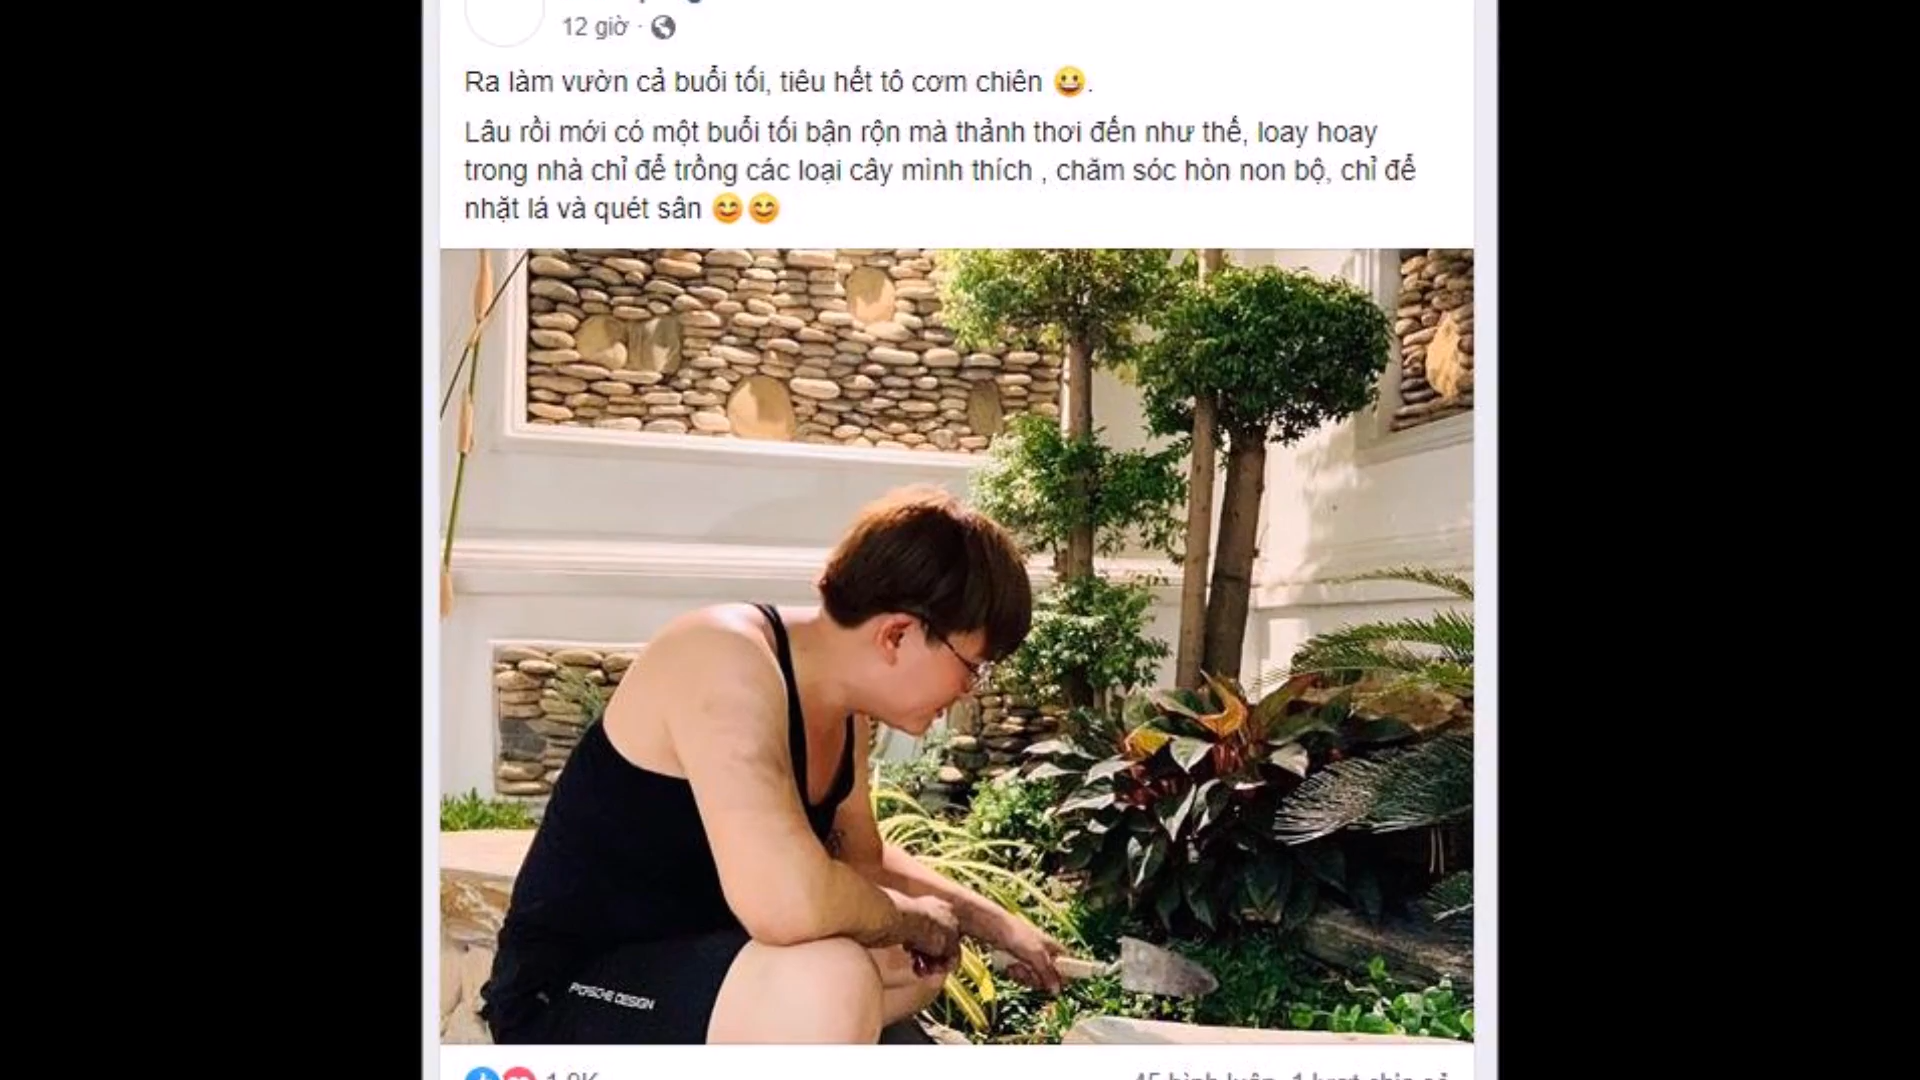 12 giờ ·
Ra làm vườn cả buổi tối, tiêu hết tô cơm chiên 😀.
Lâu rồi mới có một buổi tối bận rộn mà thảnh thơi đến như thế, loay hoay
trong nhà chỉ để trồng các loại cây mình thích , chăm sóc hòn non bộ, chỉ để
nhặt lá và quét sân 😊😊
PORSCHE DESIGN